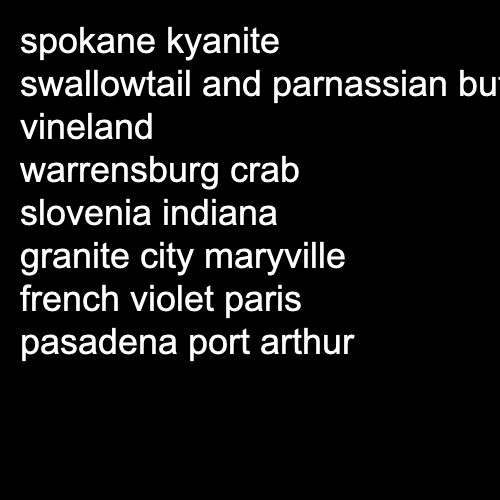 spokane kyanite
swallowtail and parnassian
vineland
warrensburg crab
slovenia indiana
granite city maryville
french violet paris
pasadena port arthur